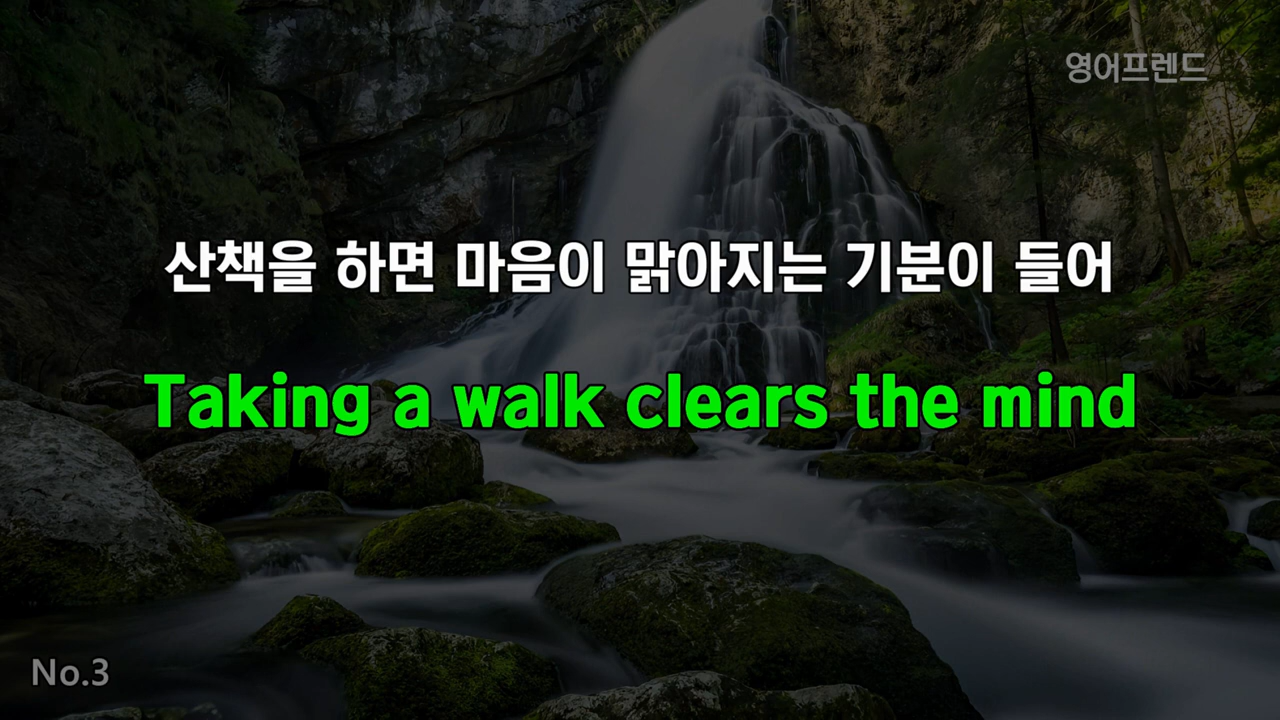 영어프렌드
산책을 하면 마음이 맑아지는 기분이 들어
Taking a walk clears the mind
No.3